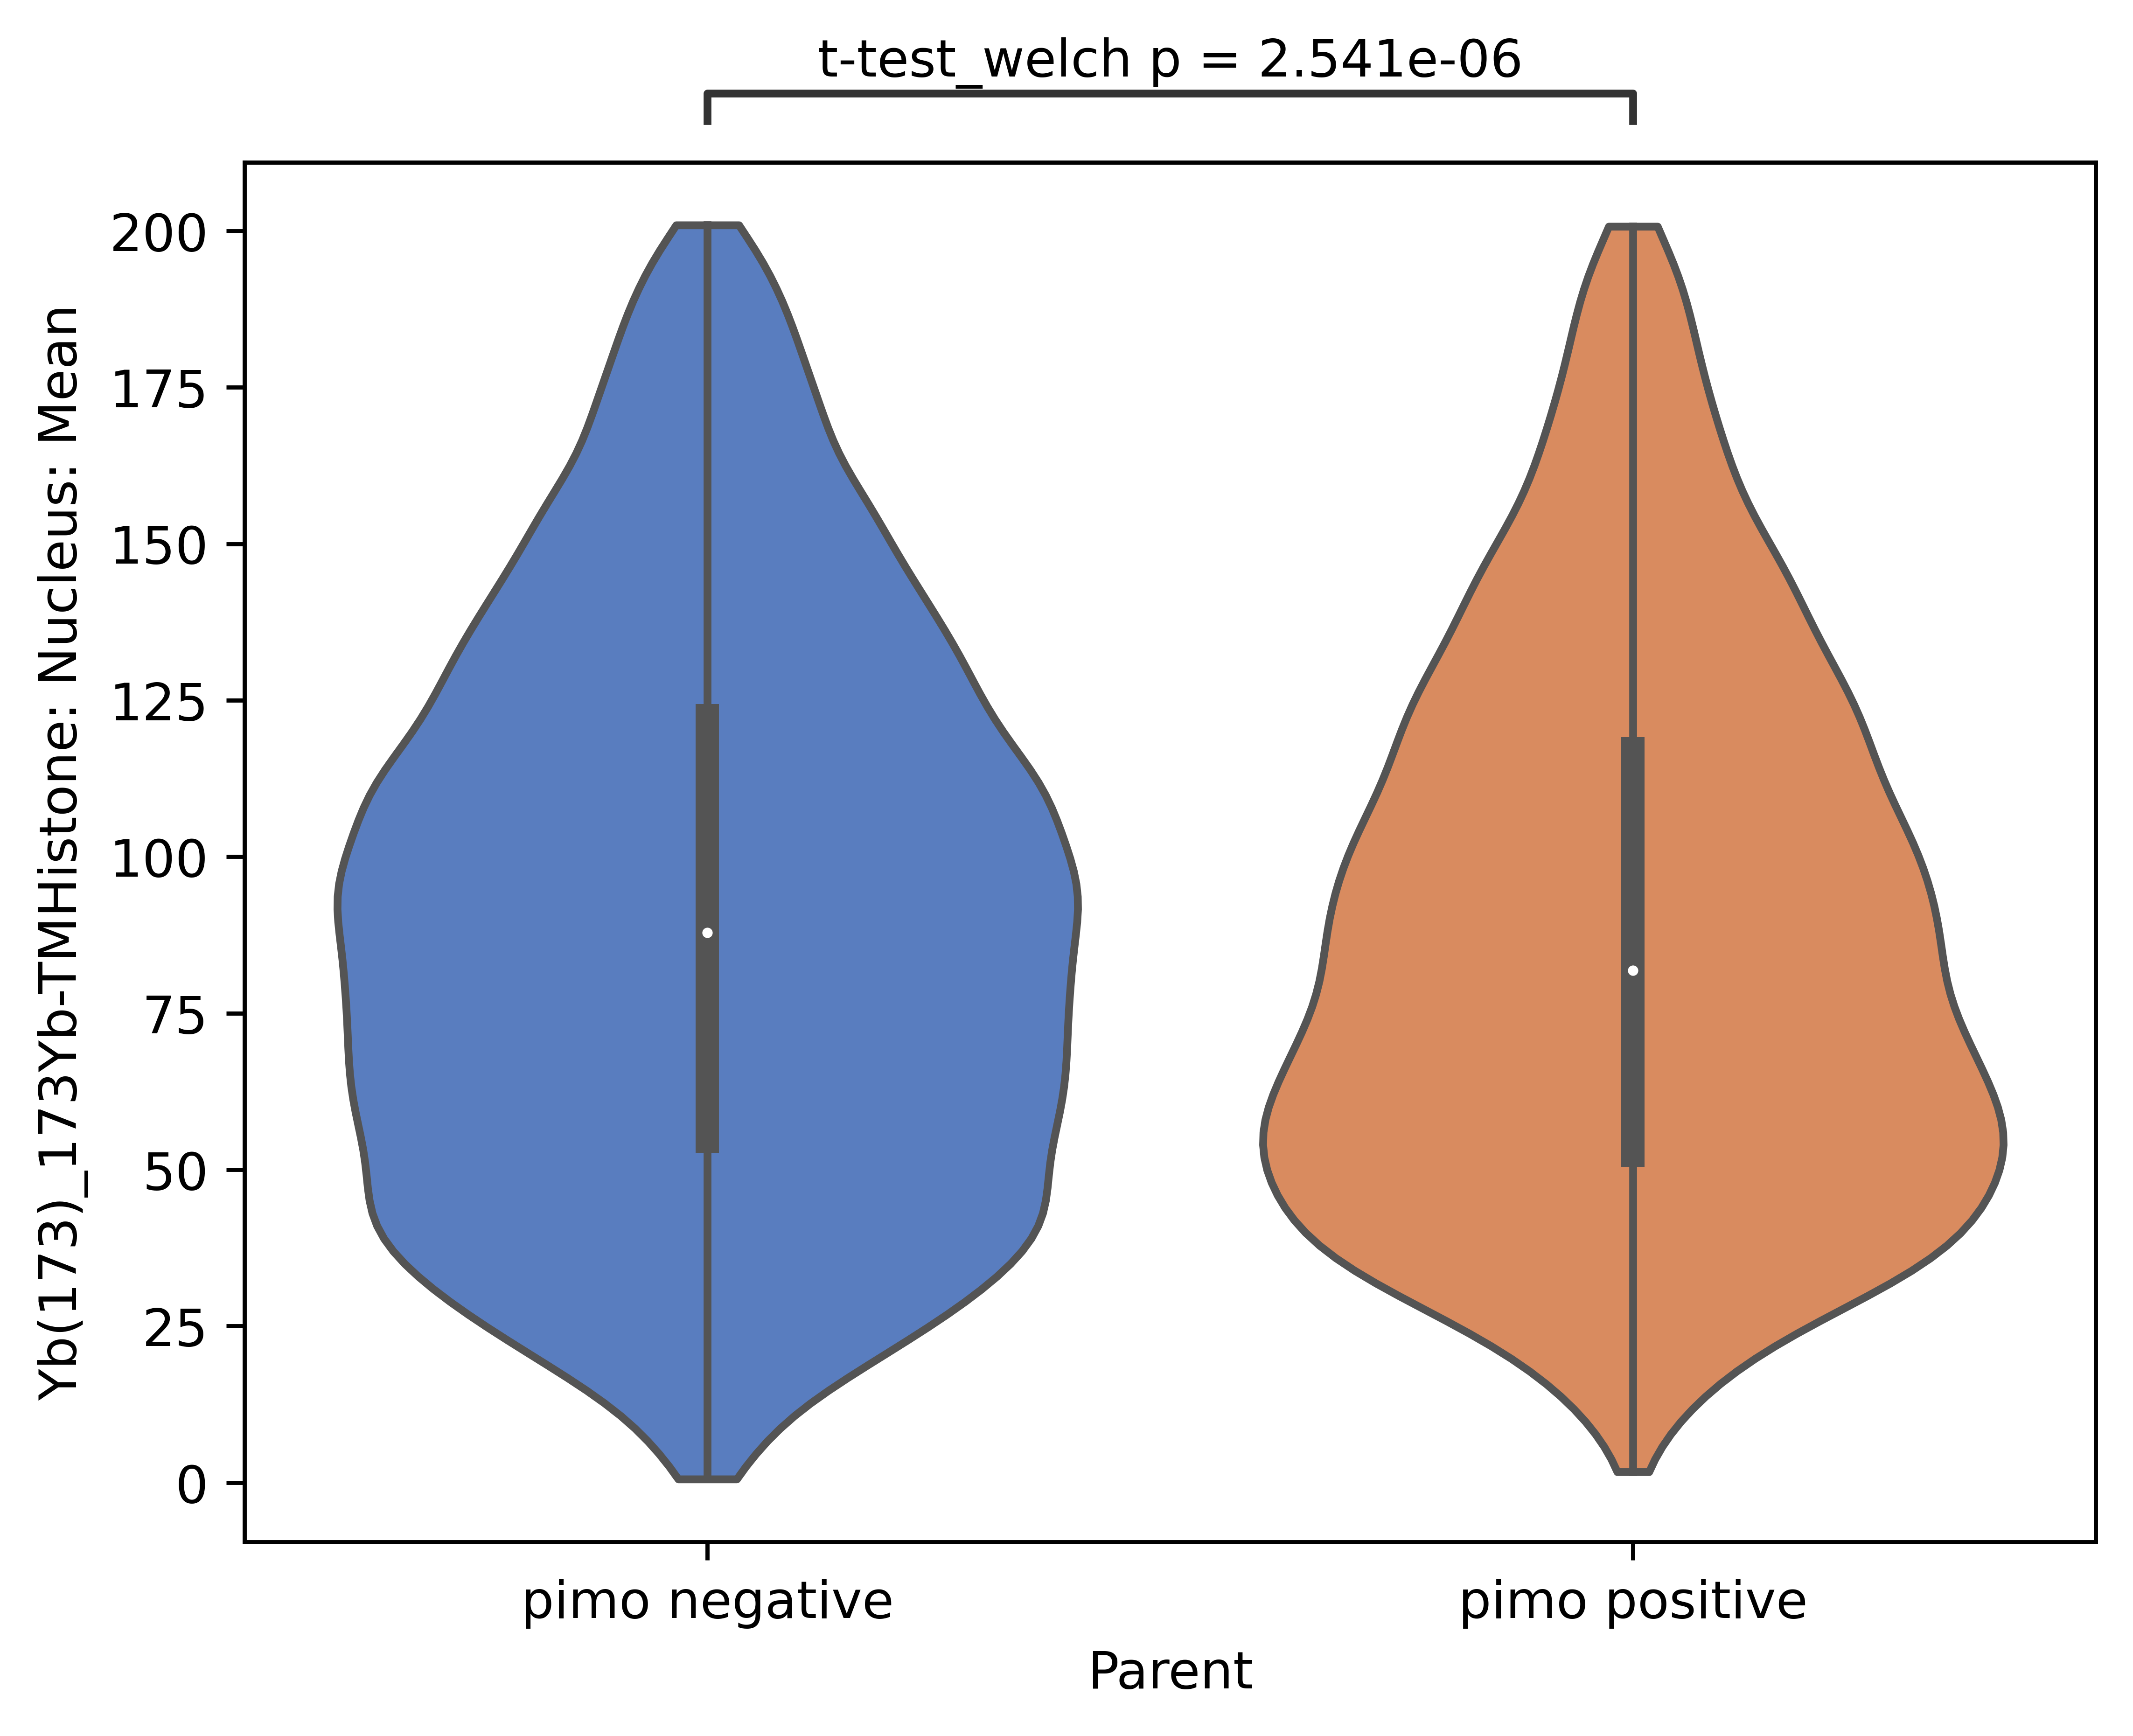 t-test_welch p = 2.541e-06
Yb(173)_173Yb-TMHistone: Nucleus: Mean
200
175
150
125
100
75
50
25
0
pimo negative
pimo positive
Parent